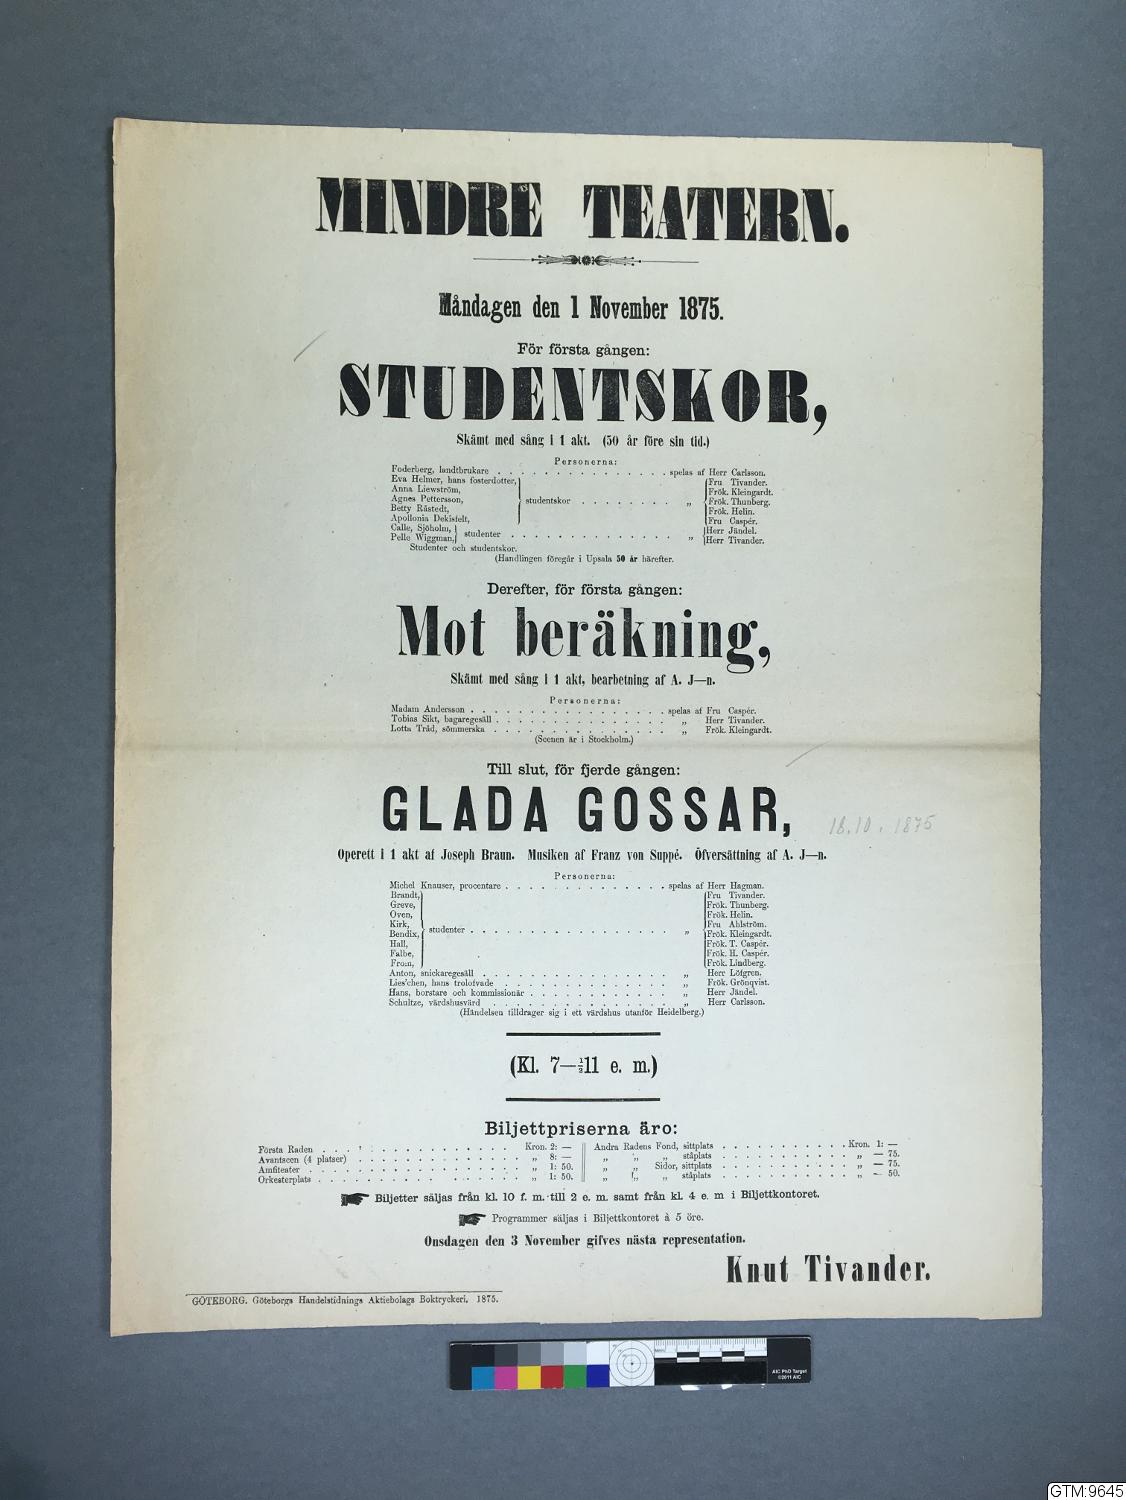 MINDRE TEATERN.
Måndagen den 1 November 1875.
För första gången:
STUDENTSKOR,
Skämt med sång i 1 akt. (50 år före sin tid.)
Personerna:
Foderberg, landtbrukare . . . . . . . . . . . . . . . spelas af Herr Carlsson.
Eva Helmer, hans fosterdotter, Fru Tivander.
Anna Liewström, Frök. Kleingardt.
Agnes Pettersson, studentskor . . . . . . . . „ Frök. Thunberg.
Betty Råstedt, Frök. Helin.
Apollonia Dekisfelt, Fru Caspér.
Calle, Sjöholm, Herr Jändel.
Pelle Wiggman, studenter . . . . . . . . . . . . . . „ Herr Tivander.
Studenter och studentskor.
(Handlingen föregår i Upsala 50 år härefter.
Derefter, för första gången:
Mot beräkning,
Skämt med sång i 1 akt, bearbetning af A. J—n.
Personerna:
Madam Andersson . . . . . . . . . . . . . . . . . spelas af Fru Caspér.
Tobias Sikt, bagaregesäll . . . . . . . . . . . . . . . „ Herr Tivander.
Lotta Tråd, sömmerska . . . . . . . . . . . . . . . „ Frök. Kleingardt.
(Scenen är i Stockholm.)
Till slut, för fjerde gången:
GLADA GOSSAR,
18.10. 1875
Operett i 1 akt af Joseph Braun. Musiken af Franz von Suppé. Öfversättning af A. J—n.
Personerna:
Michel Knauser, procentare . . . . . . . . . . . . . . spelas af Herr Hagman.
Brandt, Fru Tivander.
Greve, Frök. Thunberg.
Oven, Frök. Helin.
Kirk, Fru Ahlström.
Bendix, studenter . . . . . . . . . . . . . . . . . „ Frök. Kleingardt.
Hall, Frök. T. Caspér.
Falbe, Frök. H. Caspér.
From, Frök. Lindberg.
Anton, snickaregesäll . . . . . . . . . . . . . . . . „ Herr Löfgren.
Lies'chen, hans trolofvade . . . . . . . . . . . . . . . „ Frök. Grönqvist.
Hans, borstare och kommissionär . . . . . . . . . . . . „ Herr Jändel.
Schultze, värdshusvärd . . . . . . . . . . . . . . . „ Herr Carlsson.
(Händelsen tilldrager sig i ett värdshus utanför Heidelberg.)
(Kl. 7—½11 e. m.)
Biljettpriserna äro:
Första Raden . . . . . . . . . . . . . Kron. 2: —
Avantscen (4 platser) . . . . . . . . . . . „ 8: —
Amfiteater . . . . . . . . . . . . . . „ 1: 50.
Orkesterplats . . . . . . . . . . . . . „ 1: 50.
Andra Radens Fond, sittplats . . . . . . . . . . . Kron. 1: —
„ „ „ ståplats . . . . . . . . . . . „ — 75.
„ „ Sidor, sittplats . . . . . . . . . . . „ — 75.
„ „ „ ståplats . . . . . . . . . . . „ — 50.
Biljetter säljas från kl. 10 f. m. till 2 e. m. samt från kl. 4 e. m i Biljettkontoret.
Programmer säljas i Biljettkontoret à 5 öre.
Onsdagen den 3 November gifves nästa representation.
Knut Tivander.
GÖTEBORG. Göteborgs Handelstidnings Aktiebolags Boktryckeri, 1875.
AIC PhD Target
©2011 AIC
GTM:9645